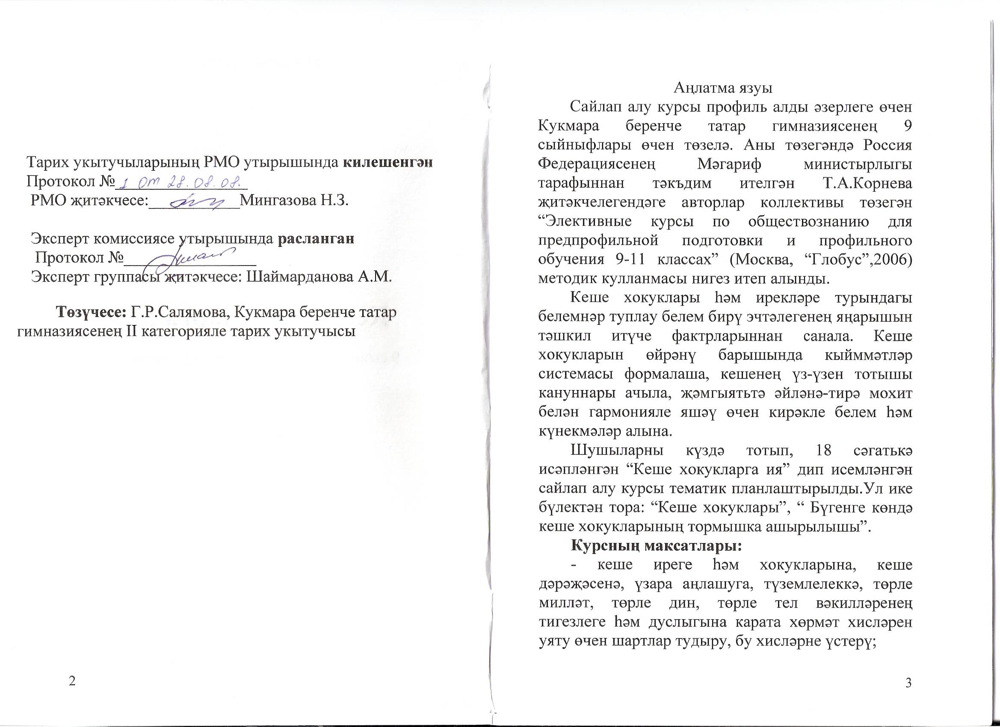 Тарих укытучыларының РМО утырышында килешенгән
Протокол №1 от 28.08.08.
РМО җитәкчесе: Мингазова Н.З.
Эксперт комиссиясе утырышында расланган
Протокол №
Эксперт группасы җитәкчесе: Шаймарданова А.М.
Төзүчесе: Г.Р.Салямова, Кукмара беренче татар
гимназиясенең II категорияле тарих укытучысы
2
Аңлатма язуы
Сайлап алу курсы профиль алды әзерлеге өчен
Кукмара беренче татар гимназиясенең 9
сыйныфлары өчен төзелә. Аны төзегәндә Россия
Федерациясенең Мәгариф министырлыгы
тарафыннан тәкъдим ителгән Т.А.Корнева
җитәкчелегендәге авторлар коллективы төзегән
“Элективные курсы по обществознанию для
предпрофильной подготовки и профильного
обучения 9-11 классах” (Москва, “Глобус”,2006)
методик кулланмасы нигез итеп алынды.
Кеше хокуклары һәм ирекләре турындагы
белемнәр туплау белем бирү эчтәлегенең яңарышын
тәшкил итүче фактрларыннан санала. Кеше
хокукларын өйрәнү барышында кыйммәтләр
системасы формалаша, кешенең үз-үзен тотышы
кануннары ачыла, җәмгыятьтә әйләнә-тирә мохит
белән гармонияле яшәү өчен кирәкле белем һәм
күнекмәләр алына.
Шушыларны күздә тотып, 18 сәгатькә
исәпләнгән “Кеше хокукларга ия” дип исемләнгән
сайлап алу курсы тематик планлаштырылды.Ул ике
бүлектән тора: “Кеше хокуклары”, “ Бүгенге көндә
кеше хокукларының тормышка ашырылышы”.
Курсның максатлары:
- кеше иреге һәм хокукларына, кеше
дәрәҗәсенә, үзара аңлашуга, түземлелеккә, төрле
милләт, төрле дин, төрле тел вәкилләренең
тигезлеге һәм дуслыгына карата хөрмәт хисләрен
уяту өчен шартлар тудыру, бу хисләрне үстерү;
3